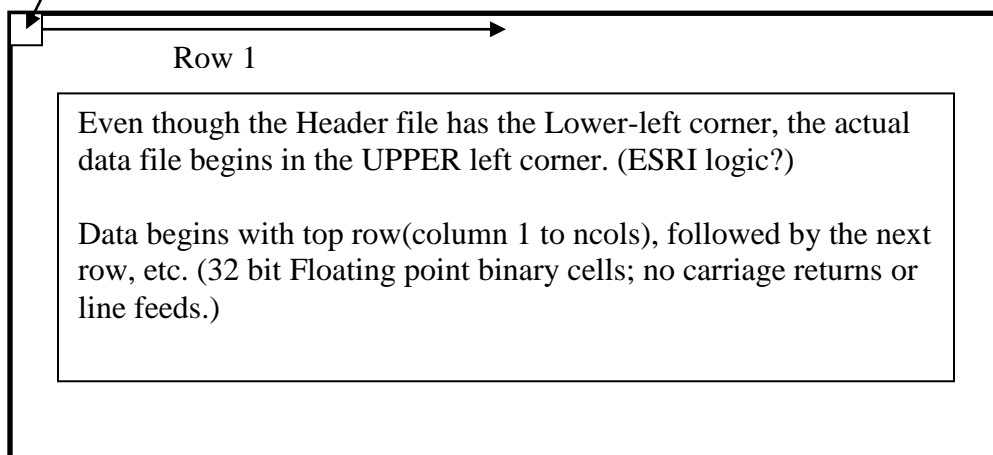 Row 1
Even though the Header file has the Lower-left corner, the actual
data file begins in the UPPER left corner. (ESRI logic?)
Data begins with top row(column 1 to ncols), followed by the next
row, etc. (32 bit Floating point binary cells; no carriage returns or
line feeds.)